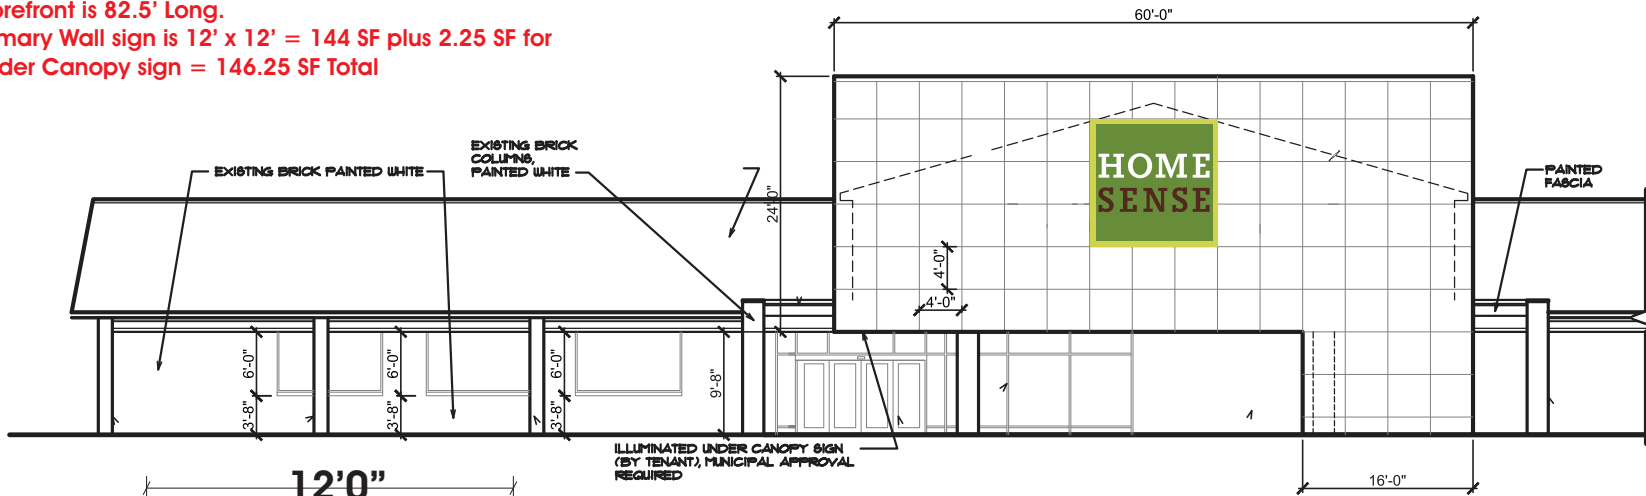 orefront is 82.5' Long.
mary Wall sign is 12' x 12' = 144 SF plus 2.25 SF for
der Canopy sign = 146.25 SF Total
60'-0"
EXISTING BRICK
COLUMNS,
PAINTED WHITE
EXISTING BRICK PAINTED WHITE
24'-0"
HOME
SENSE
PAINTED
FASCIA
4'-0"
4'-0"
6'-0"
3'-8"
6'-0"
3'-8"
6'-0"
3'-8"
9'-8"
ILLUMINATED UNDER CANOPY SIGN
(BY TENANT), MUNICIPAL APPROVAL
REQUIRED
12'0"
16'-0"